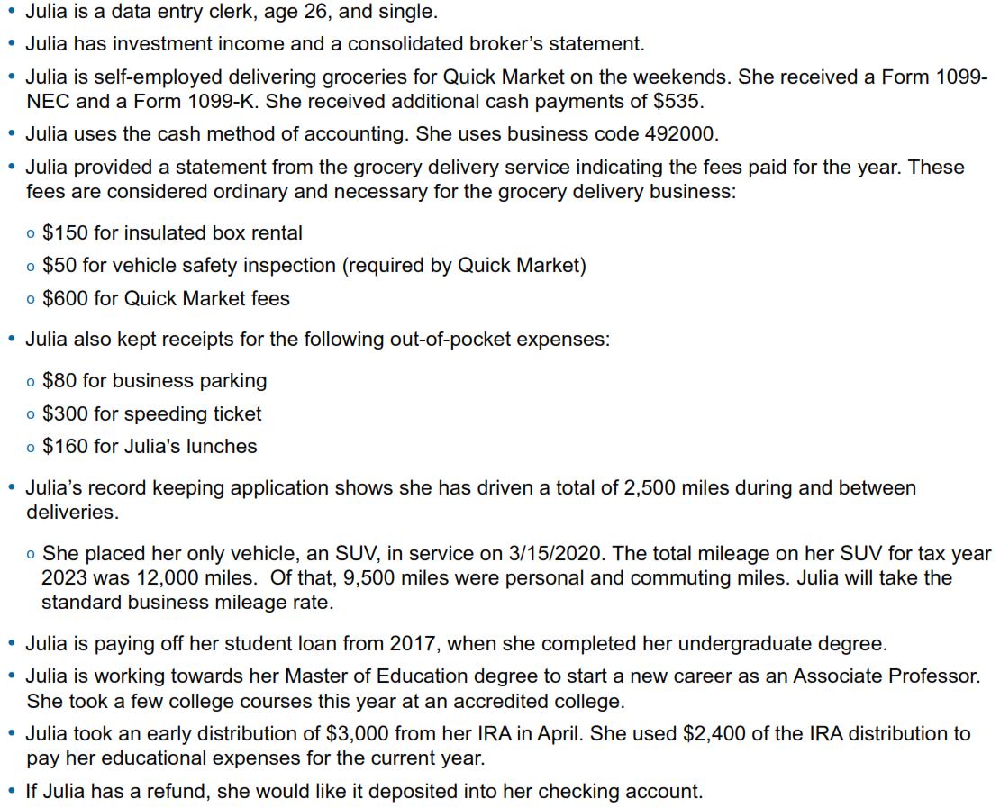 • Julia is a data entry clerk, age 26, and single.
• Julia has investment income and a consolidated broker’s statement.
• Julia is self-employed delivering groceries for Quick Market on the weekends. She received a Form 1099-
NEC and a Form 1099-K. She received additional cash payments of $535.
• Julia uses the cash method of accounting. She uses business code 492000.
• Julia provided a statement from the grocery delivery service indicating the fees paid for the year. These
fees are considered ordinary and necessary for the grocery delivery business:
o $150 for insulated box rental
o $50 for vehicle safety inspection (required by Quick Market)
o $600 for Quick Market fees
• Julia also kept receipts for the following out-of-pocket expenses:
o $80 for business parking
o $300 for speeding ticket
o $160 for Julia's lunches
• Julia’s record keeping application shows she has driven a total of 2,500 miles during and between
deliveries.
o She placed her only vehicle, an SUV, in service on 3/15/2020. The total mileage on her SUV for tax year
2023 was 12,000 miles. Of that, 9,500 miles were personal and commuting miles. Julia will take the
standard business mileage rate.
• Julia is paying off her student loan from 2017, when she completed her undergraduate degree.
• Julia is working towards her Master of Education degree to start a new career as an Associate Professor.
She took a few college courses this year at an accredited college.
• Julia took an early distribution of $3,000 from her IRA in April. She used $2,400 of the IRA distribution to
pay her educational expenses for the current year.
• If Julia has a refund, she would like it deposited into her checking account.